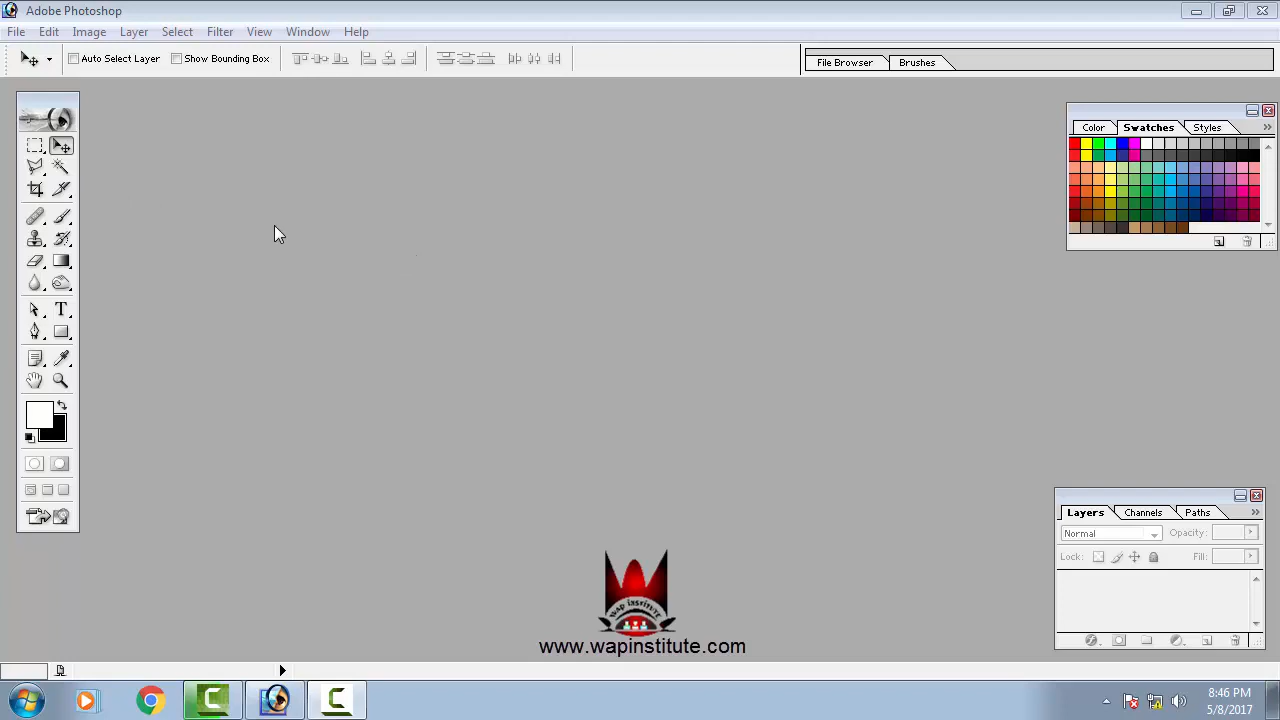 Adobe Photoshop
File Edit Image Layer Select Filter View Window Help
Auto Select Layer Show Bounding Box File Browser Brushes
Color Swatches Styles
T
Layers Channels Paths
Normal Opacity:
Lock: Fill:
WAP INSTITUTE
www.wapinstitute.com
8:46 PM
5/8/2017